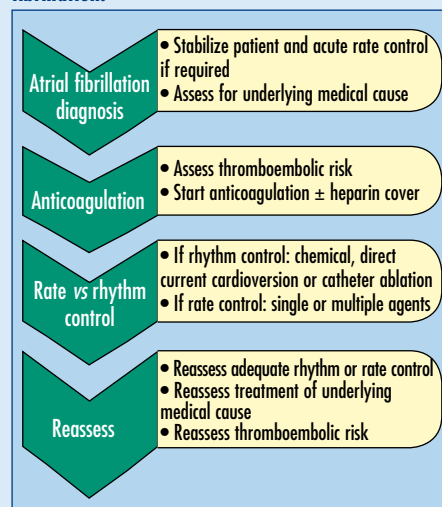 Atrial fibrillation
diagnosis
• Stabilize patient and acute rate control
if required
• Assess for underlying medical cause
Anticoagulation
• Assess thromboembolic risk
• Start anticoagulation ± heparin cover
Rate vs rhythm
control
• If rhythm control: chemical, direct
current cardioversion or catheter ablation
• If rate control: single or multiple agents
Reassess
• Reassess adequate rhythm or rate control
• Reassess treatment of underlying
medical cause
• Reassess thromboembolic risk